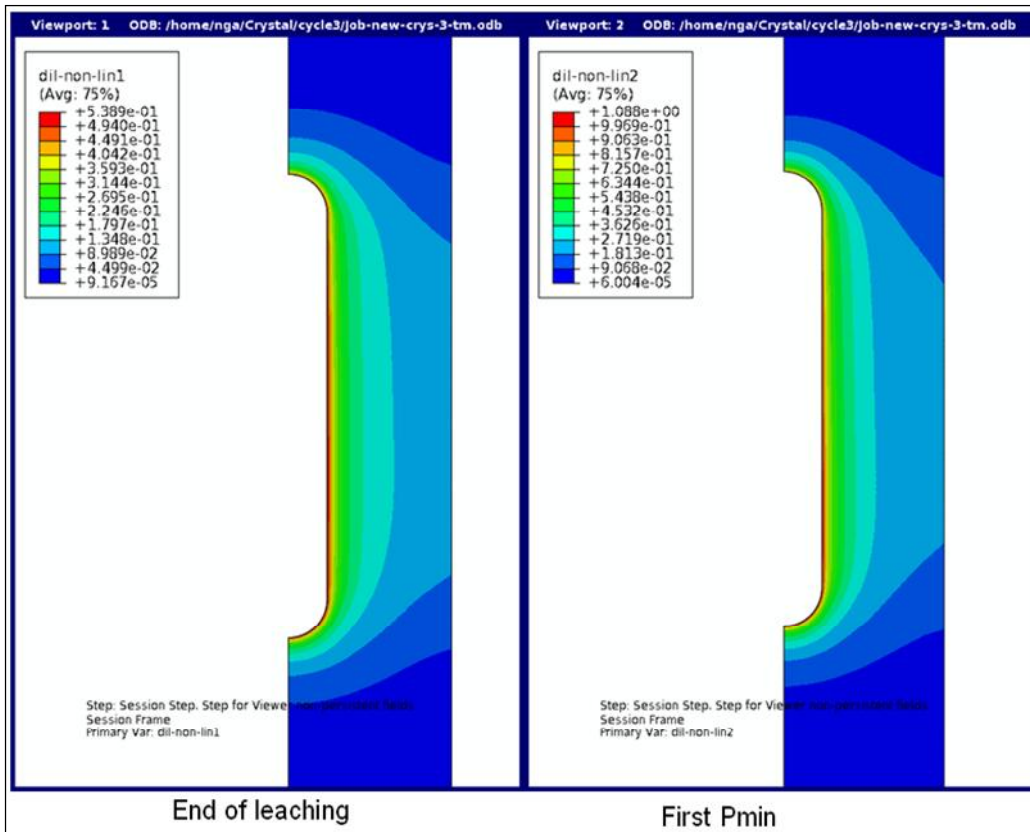 Viewport: 1 ODB: /home/nga/Crystal/cycle3/Job-new-crys-3-tm.odb
dil-non-lin1
(Avg: 75%)
+5.389e-01
+4.940e-01
+4.491e-01
+4.042e-01
+3.593e-01
+3.144e-01
+2.695e-01
+2.246e-01
+1.797e-01
+1.348e-01
+8.989e-02
+4.499e-02
+9.167e-05
Step: Session Step. Step for Viewer non-persistent fields
Session Frame
Primary Var: dil-non-lin1
End of leaching
Viewport: 2 ODB: /home/nga/Crystal/cycle3/Job-new-crys-3-tm.odb
dil-non-lin2
(Avg: 75%)
+1.088e+00
+9.969e-01
+9.063e-01
+8.157e-01
+7.250e-01
+6.344e-01
+5.438e-01
+4.532e-01
+3.626e-01
+2.719e-01
+1.813e-01
+9.068e-02
+6.004e-05
Step: Session Step. Step for Viewer non-persistent fields
Session Frame
Primary Var: dil-non-lin2
First Pmin